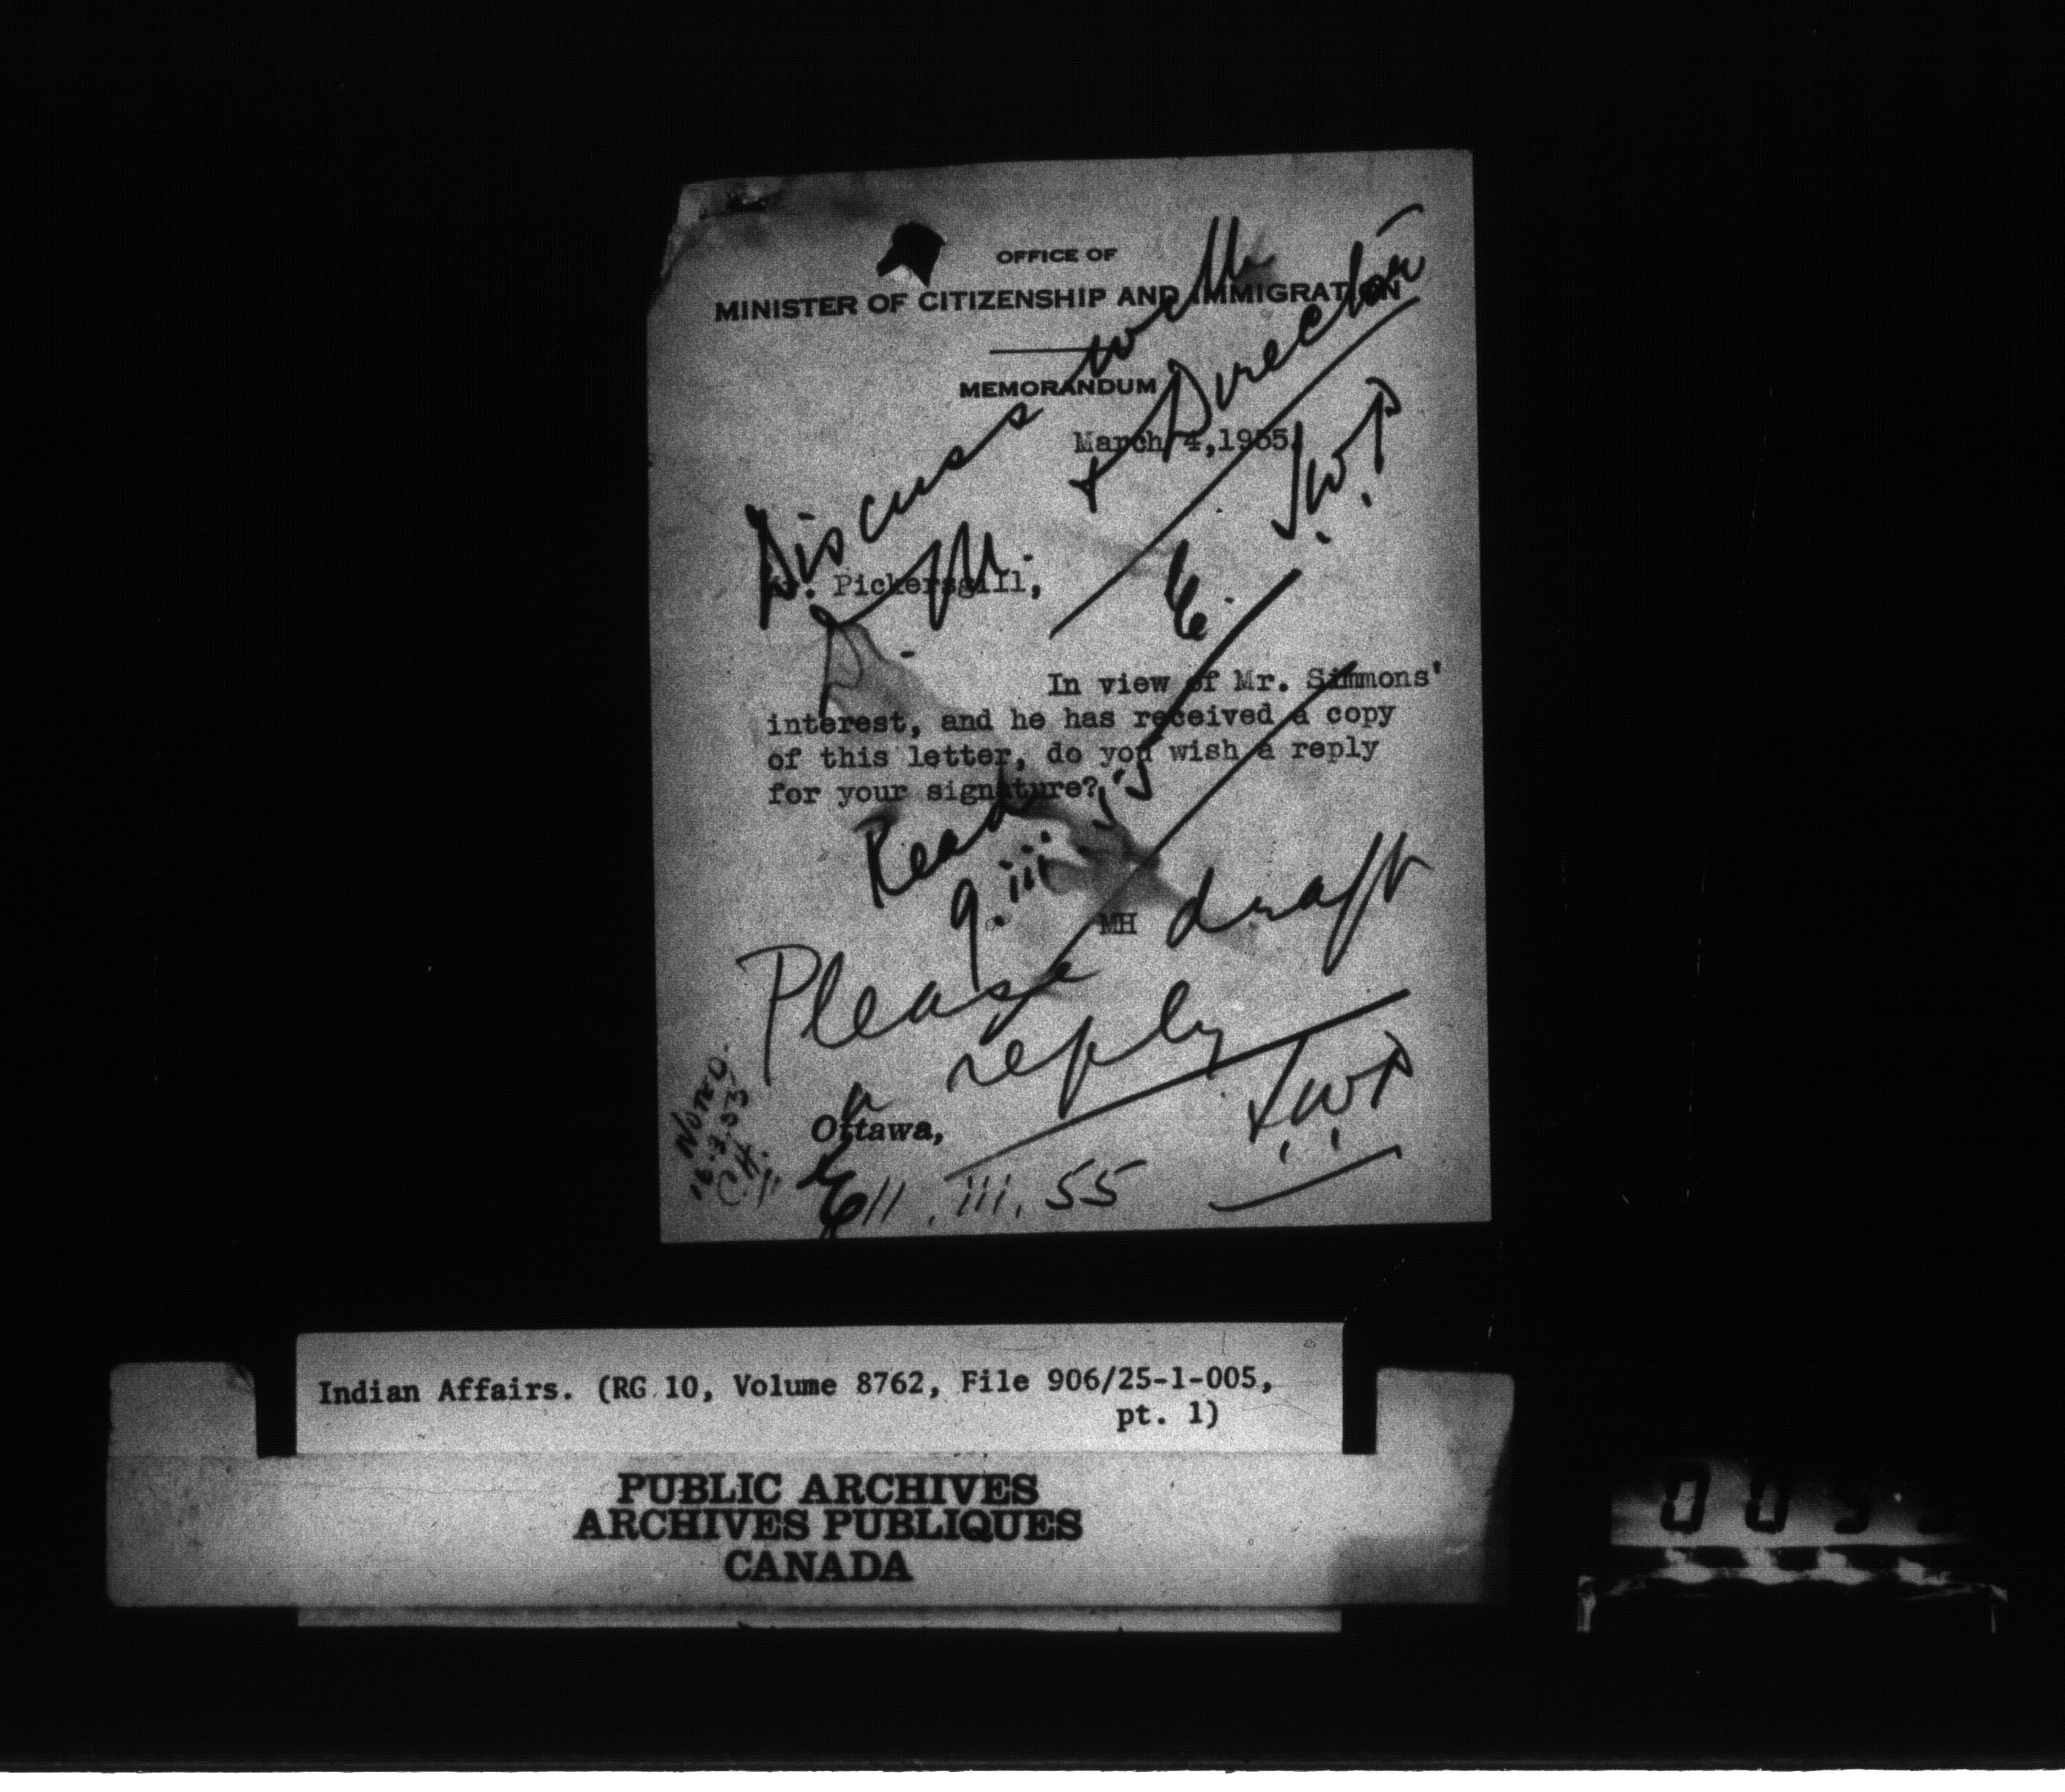 OFFICE OF
MINISTER OF CITIZENSHIP AND IMMIGRATION
MEMORANDUM
March 4, 1955.
Discuss with
+ Director
J.W.P.
Mr. Pickersgill,
In view of Mr. Simmons'
interest, and he has received a copy
of this letter, do you wish a reply
for your signature?
Read
9.iii
MH
Please draft
a reply
J.W.P
Ottawa,
11.iii.55
NOTED
C.H.
Indian Affairs. (RG 10, Volume 8762, File 906/25-1-005,
pt. 1)
PUBLIC ARCHIVES
ARCHIVES PUBLIQUES
CANADA